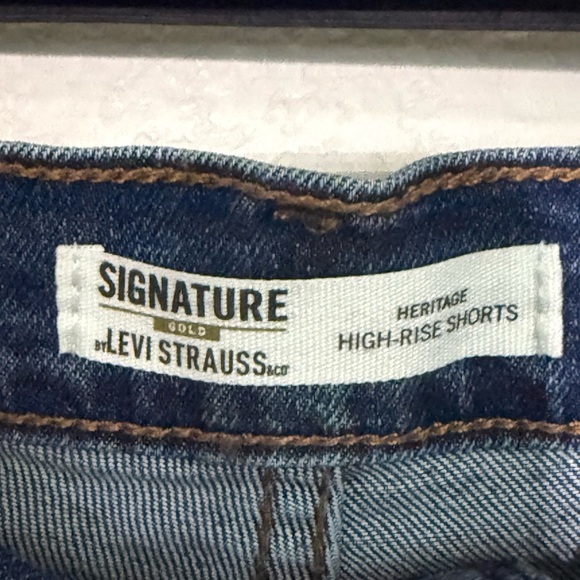 SIGNATURE
GOLD
BY LEVI STRAUSS &CO
HERITAGE
HIGH-RISE SHORTS